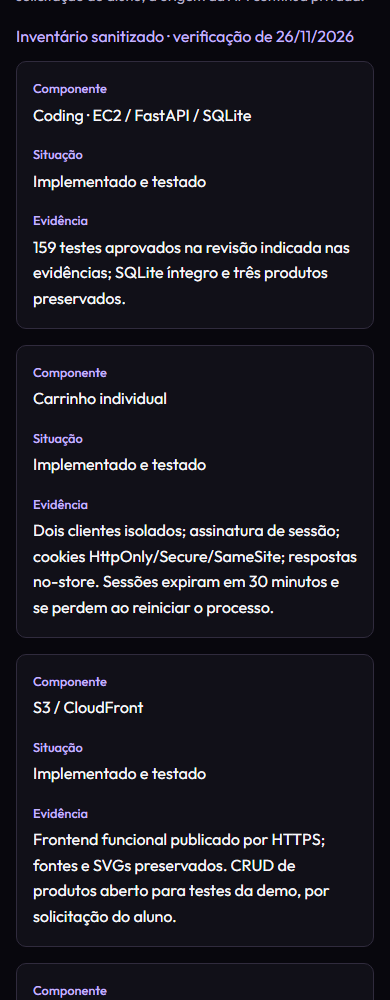 Inventário sanitizado · verificação de 26/11/2026
Componente
Coding · EC2 / FastAPI / SQLite
Situação
Implementado e testado
Evidência
159 testes aprovados na revisão indicada nas
evidências; SQLite íntegro e três produtos
preservados.
Componente
Carrinho individual
Situação
Implementado e testado
Evidência
Dois clientes isolados; assinatura de sessão;
cookies HttpOnly/Secure/SameSite; respostas
no-store. Sessões expiram em 30 minutos e
se perdem ao reiniciar o processo.
Componente
S3 / CloudFront
Situação
Implementado e testado
Evidência
Frontend funcional publicado por HTTPS;
fontes e SVGs preservados. CRUD de
produtos aberto para testes da demo, por
solicitação do aluno.
Componente